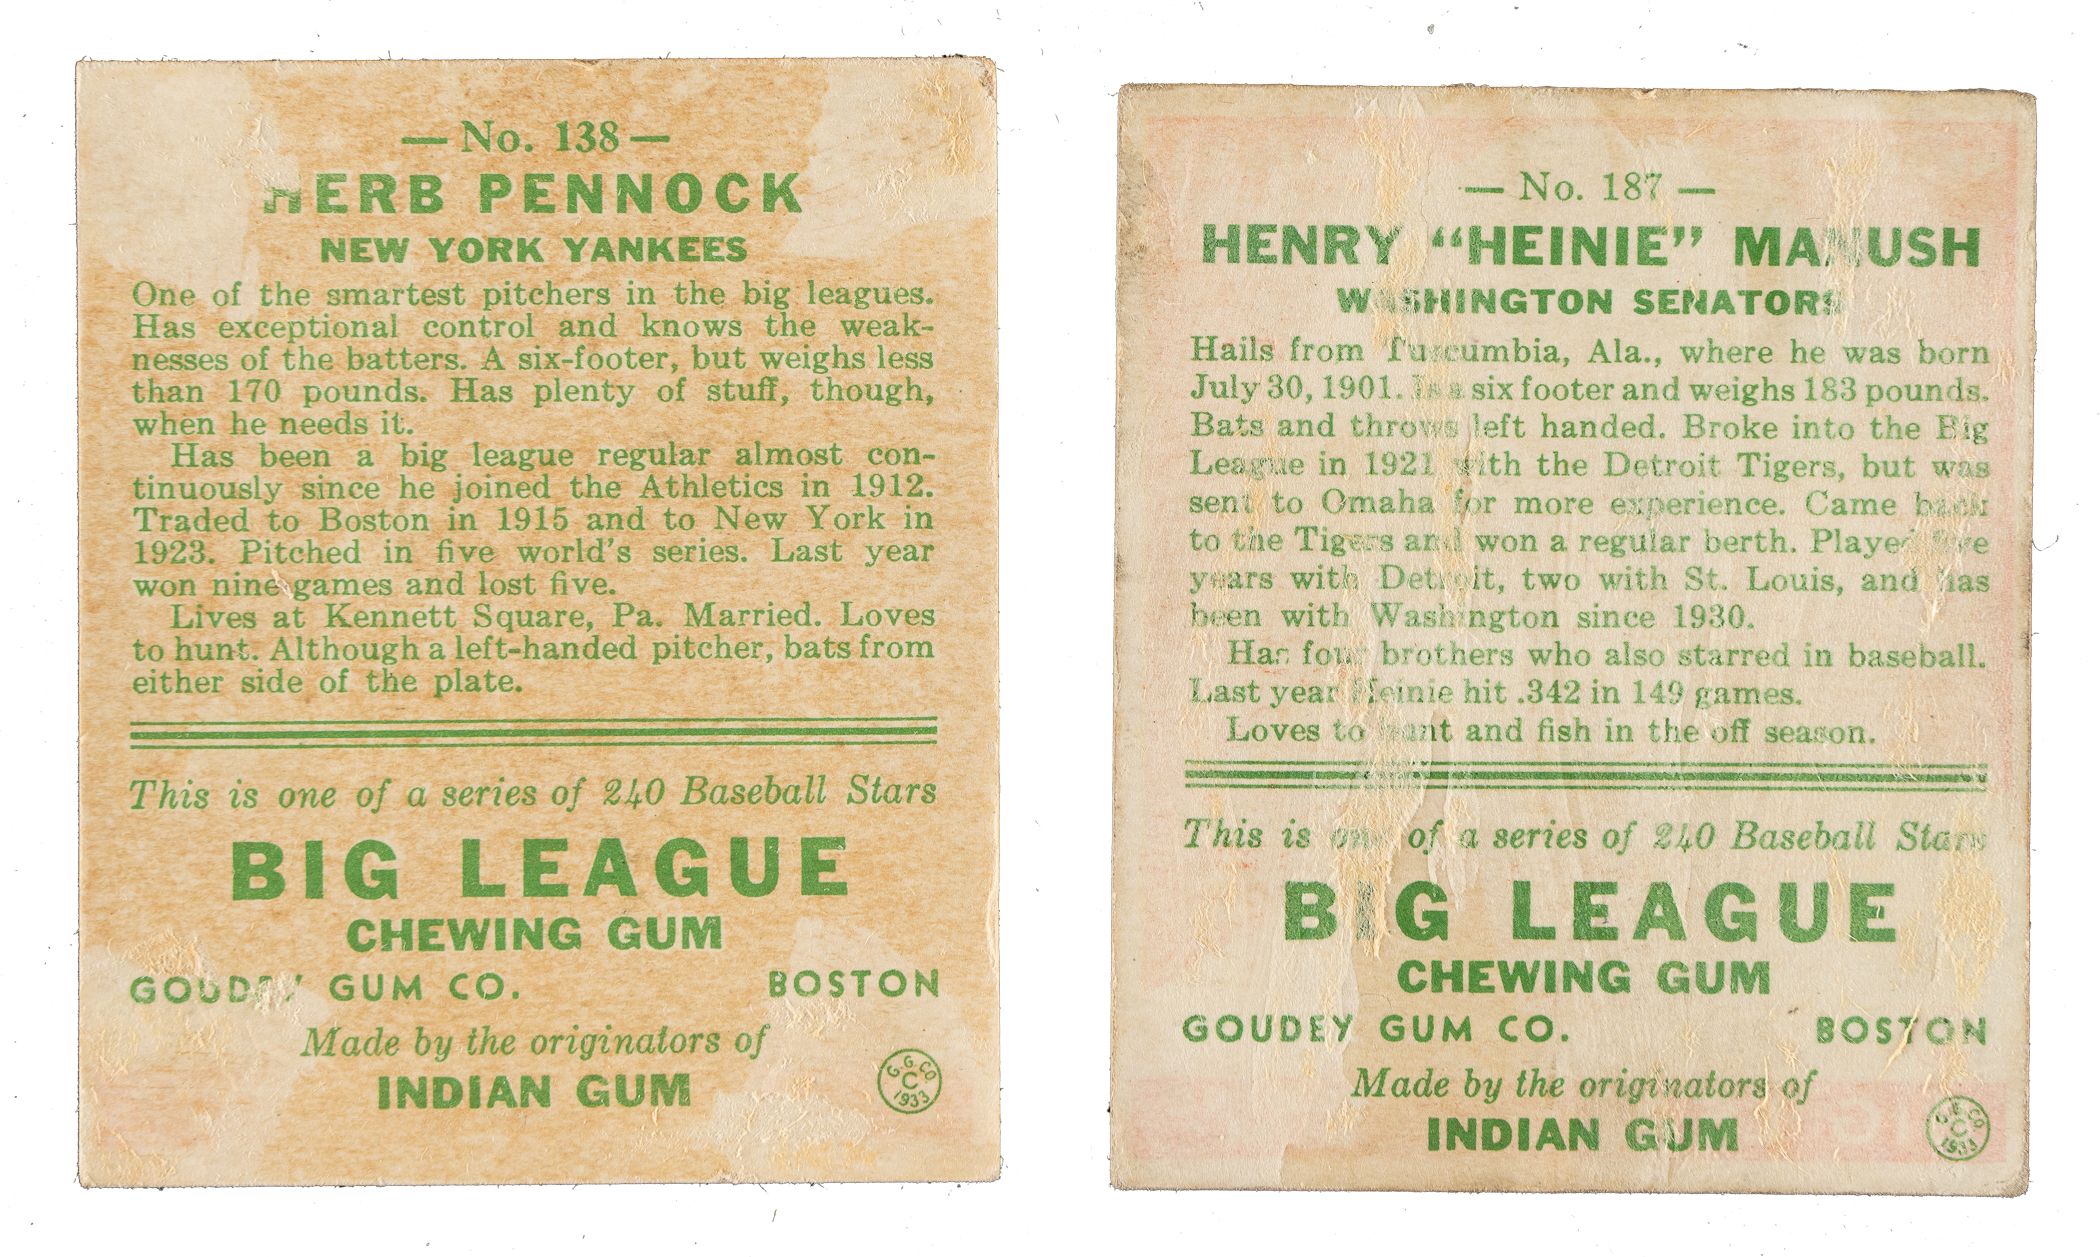 — No. 138 —
HERB PENNOCK
NEW YORK YANKEES
One of the smartest pitchers in the big leagues.
Has exceptional control and knows the weak-
nesses of the batters. A six-footer, but weighs less
than 170 pounds. Has plenty of stuff, though,
when he needs it.
Has been a big league regular almost con-
tinuously since he joined the Athletics in 1912.
Traded to Boston in 1915 and to New York in
1923. Pitched in five world's series. Last year
won nine games and lost five.
Lives at Kennett Square, Pa. Married. Loves
to hunt. Although a left-handed pitcher, bats from
either side of the plate.
This is one of a series of 240 Baseball Stars
BIG LEAGUE
CHEWING GUM
GOUDEY GUM CO. BOSTON
Made by the originators of
INDIAN GUM
G. G. CO
C
1933
— No. 187 —
HENRY “HEINIE” MANUSH
WASHINGTON SENATORS
Hails from Tuscumbia, Ala., where he was born
July 30, 1901. Is a six footer and weighs 183 pounds.
Bats and throws left handed. Broke into the Big
League in 1921 with the Detroit Tigers, but was
sent to Omaha for more experience. Came back
to the Tigers and won a regular berth. Played five
years with Detroit, two with St. Louis, and has
been with Washington since 1930.
Has four brothers who also starred in baseball.
Last year Heinie hit .342 in 149 games.
Loves to hunt and fish in the off season.
This is one of a series of 240 Baseball Stars
BIG LEAGUE
CHEWING GUM
GOUDEY GUM CO. BOSTON
Made by the originators of
INDIAN GUM
G. G. CO
C
1933